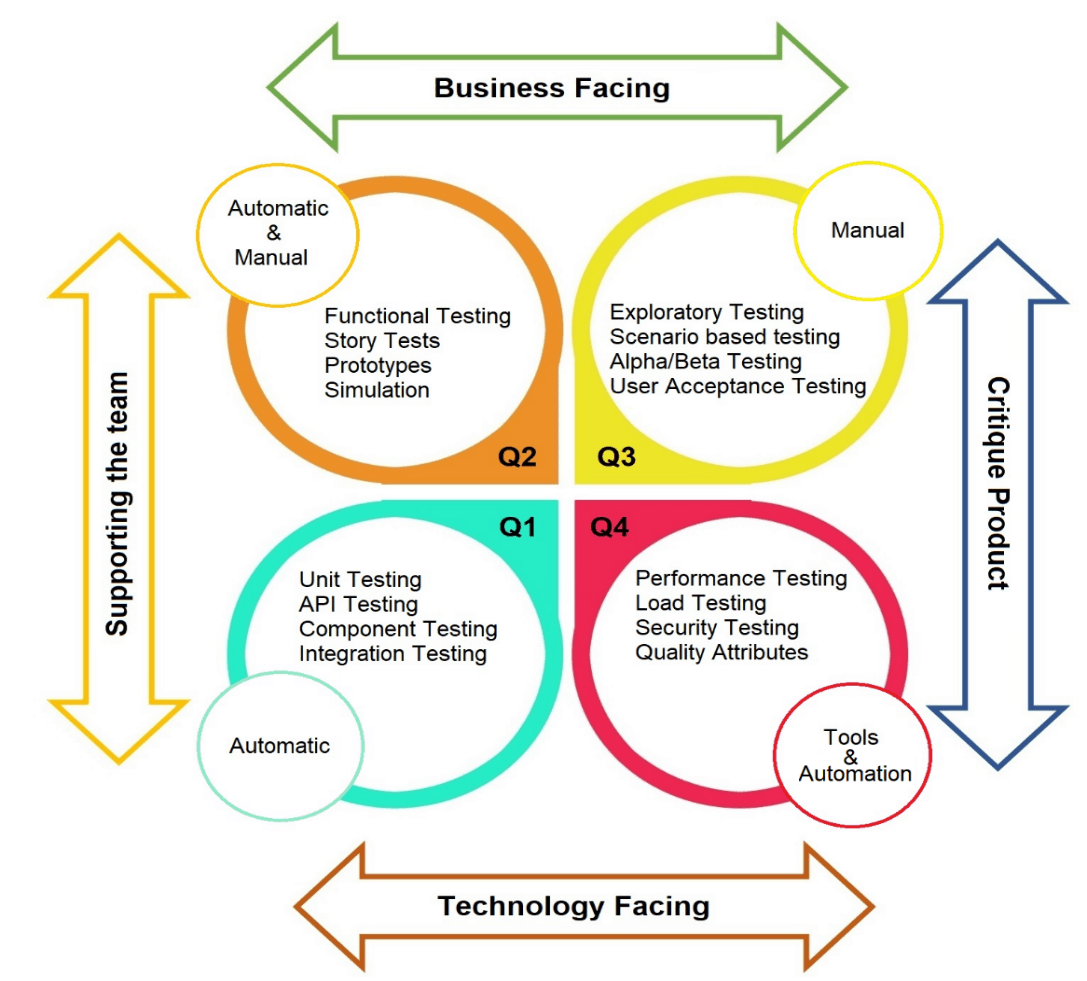 Business Facing
Automatic
&
Manual
Manual
Functional Testing
Story Tests
Prototypes
Simulation
Exploratory Testing
Scenario based testing
Alpha/Beta Testing
User Acceptance Testing
Supporting the team
Critique Product
Q2
Q3
Q1
Q4
Unit Testing
API Testing
Component Testing
Integration Testing
Performance Testing
Load Testing
Security Testing
Quality Attributes
Automatic
Tools
&
Automation
Technology Facing